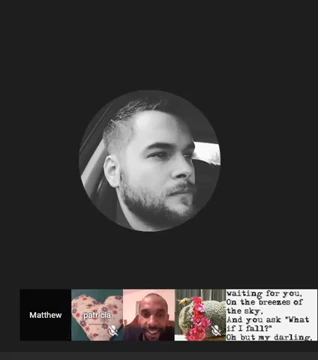 Matthew
patricia
waiting for you,
On the breezes of
the sky,
And you ask "What
if I fall?"
Oh but my darling,